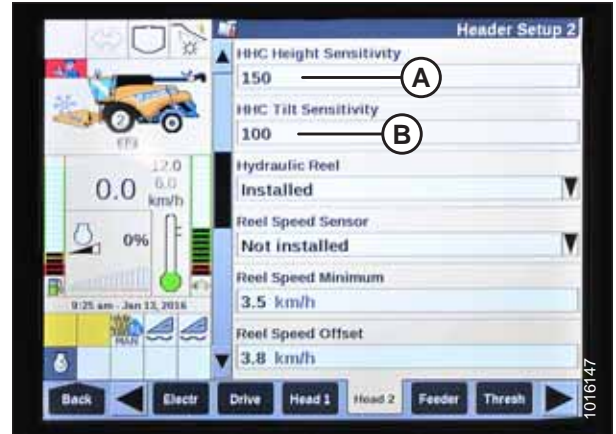 Header Setup 2
HHC Height Sensitivity
150
A
HHC Tilt Sensitivity
100
B
Hydraulic Reel
Installed
Reel Speed Sensor
Not installed
Reel Speed Minimum
3.5 km/h
Reel Speed Offset
3.8 km/h
2
12.0
6.0
0.0
km/h
0%
9:25 am - Jan 13, 2016
MAN
Back
Electr
Drive
Head 1
Head 2
Feeder
Thresh
1016147